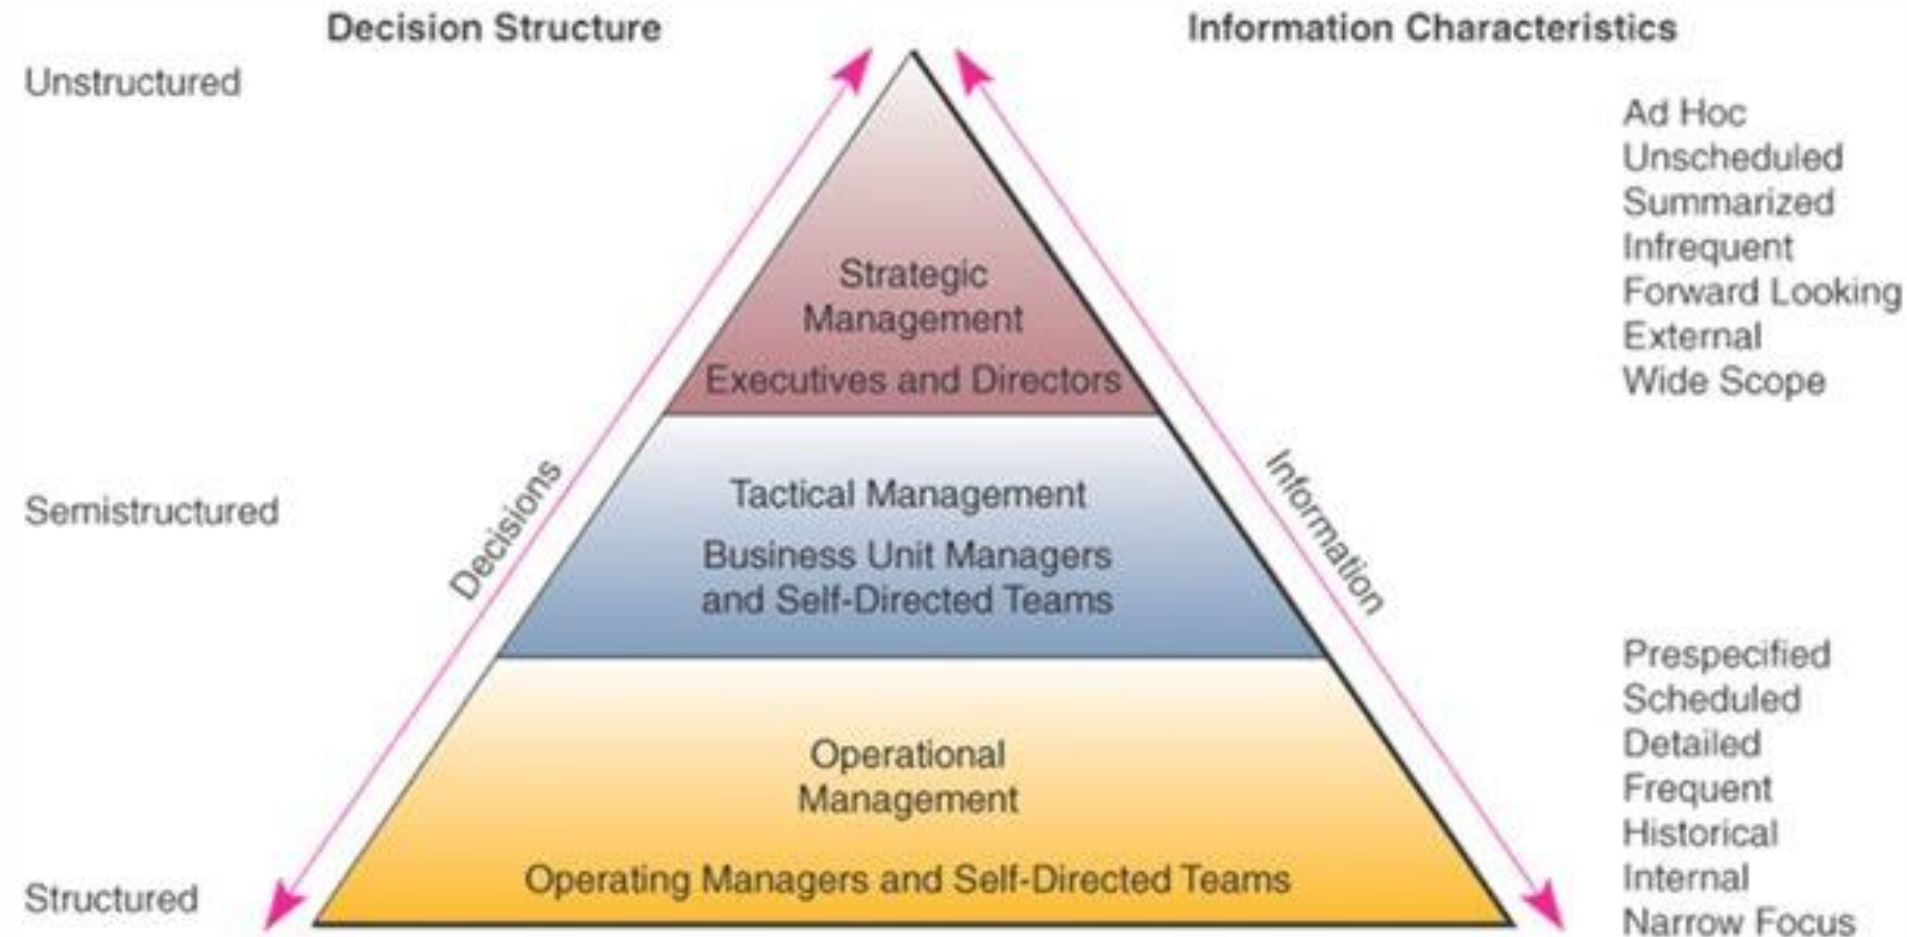 Decision Structure
Information Characteristics
Unstructured
Ad Hoc
Unscheduled
Summarized
Infrequent
Forward Looking
External
Wide Scope
Strategic
Management
Executives and Directors
Decisions
Information
Semistructured
Tactical Management
Business Unit Managers
and Self-Directed Teams
Prespecified
Scheduled
Detailed
Frequent
Historical
Internal
Narrow Focus
Operational
Management
Operating Managers and Self-Directed Teams
Structured